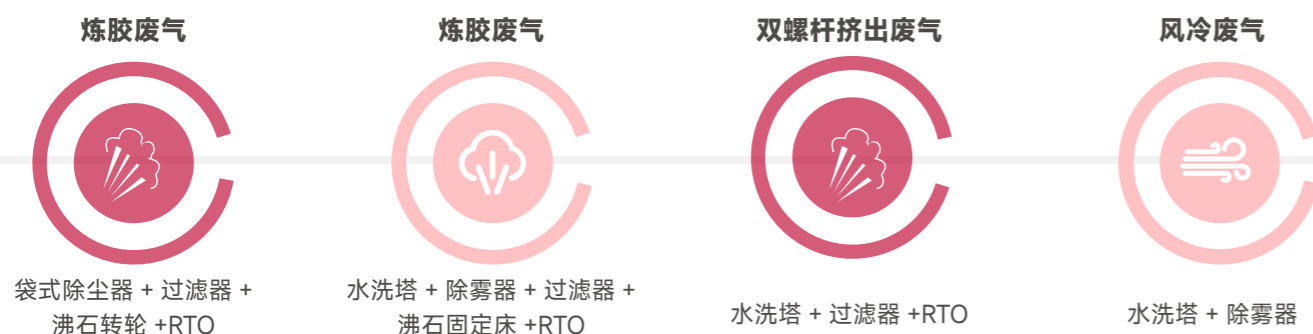 炼胶废气
炼胶废气
双螺杆挤出废气
风冷废气
袋式除尘器 + 过滤器 +
沸石转轮 +RTO
水洗塔 + 除雾器 + 过滤器 +
沸石固定床 +RTO
水洗塔 + 过滤器 +RTO
水洗塔 + 除雾器